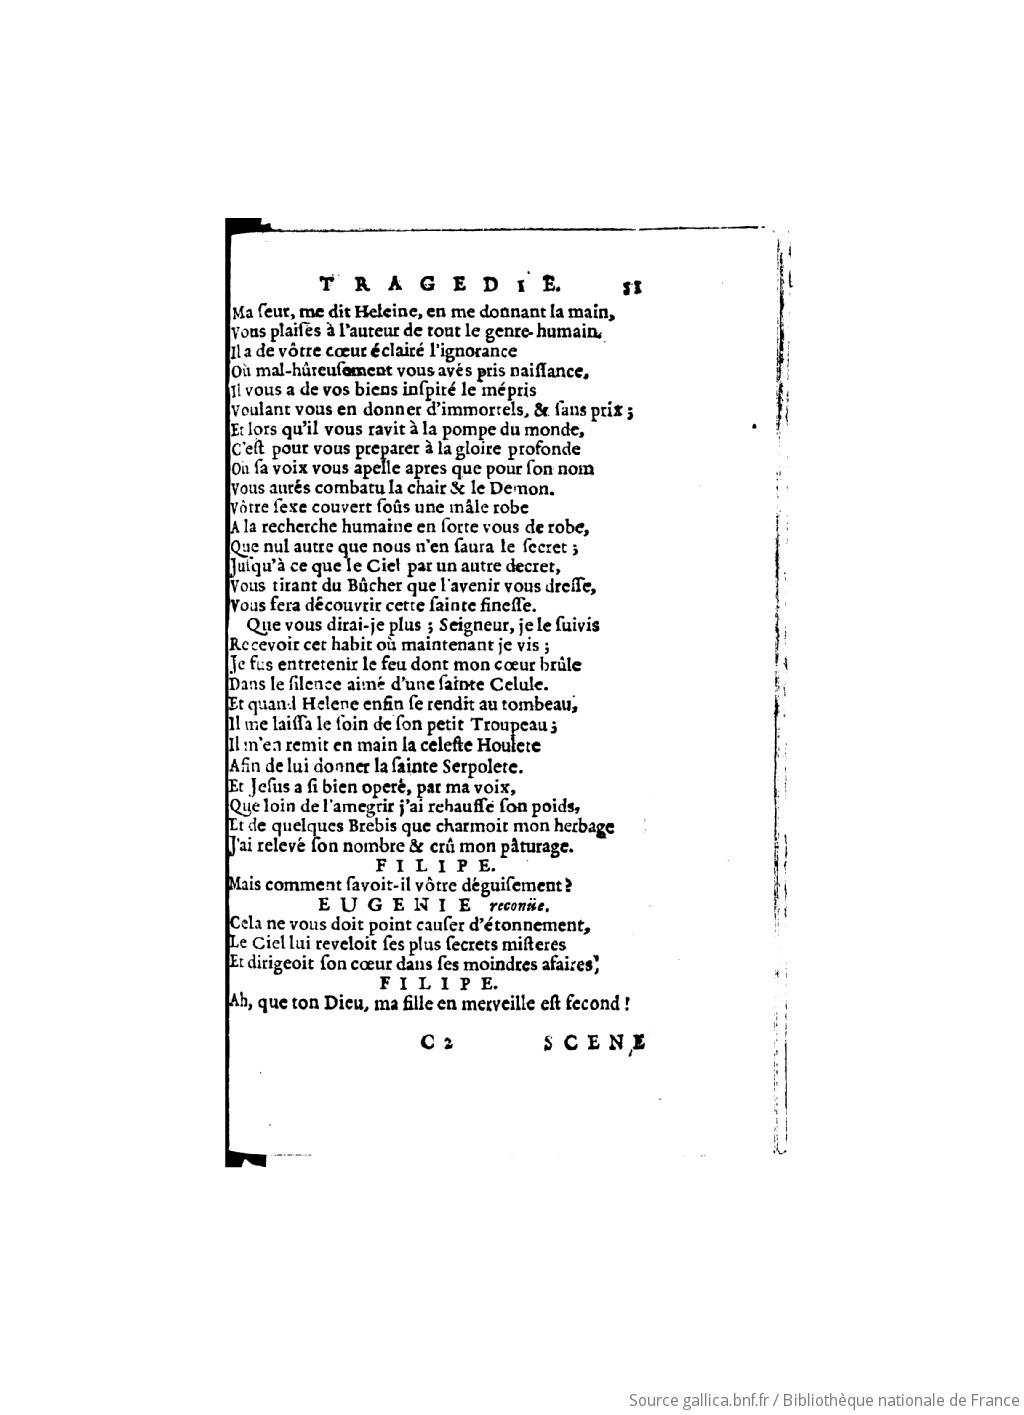 TRAGEDIE. 51
Ma ſeur, me dit Heleine, en me donnant la main,
Vous plaiſés à l'auteur de tout le genre-humain,
Il a de vôtre cœur éclairé l'ignorance
Où mal-hûreuſement vous avés pris naiſſance,
Il vous a de vos biens inſpiré le mépris
Voulant vous en donner d'immortels, & ſans prix ;
Et lors qu'il vous ravit à la pompe du monde,
C'eſt pour vous preparer à la gloire profonde
Où ſa voix vous apelle apres que pour ſon nom
Vous aurés combatu la chair & le Demon.
Vôtre ſexe couvert ſoûs une mâle robe
A la recherche humaine en ſorte vous derobe,
Que nul autre que nous n'en ſaura le ſecret ;
Juſqu'à ce que le Ciel par un autre decret,
Vous tirant du Bûcher que l'avenir vous dreſſe,
Vous fera découvrir cette ſainte fineſſe.
Que vous dirai-je plus ; Seigneur, je le ſuivis
Recevoir cet habit où maintenant je vis ;
Je fus entretenir le feu dont mon cœur brûle
Dans le ſilence aimé d'une ſainte Celule.
Et quand Helene enfin ſe rendit au tombeau,
Il me laiſſa le ſoin de ſon petit Troupeau ;
Il m'en remit en main la celeſte Houlete
Afin de lui donner la ſainte Serpolete.
Et Jeſus a ſi bien operé, par ma voix,
Que loin de l'amegrir j'ai rehauſſé ſon poids,
Et de quelques Brebis que charmoit mon herbage
J'ai relevé ſon nombre & crû mon pâturage.
FILIPE.
Mais comment ſavoit-il vôtre déguiſement ?
EUGENIE reconüe.
Cela ne vous doit point cauſer d'étonnement,
Le Ciel lui reveloit ſes plus ſecrets miſteres
Et dirigeoit ſon cœur dans ſes moindres afaires,
FILIPE.
Ah, que ton Dieu, ma fille en merveille eſt fecond !
C2 SCENE
Source gallica.bnf.fr / Bibliothèque nationale de France